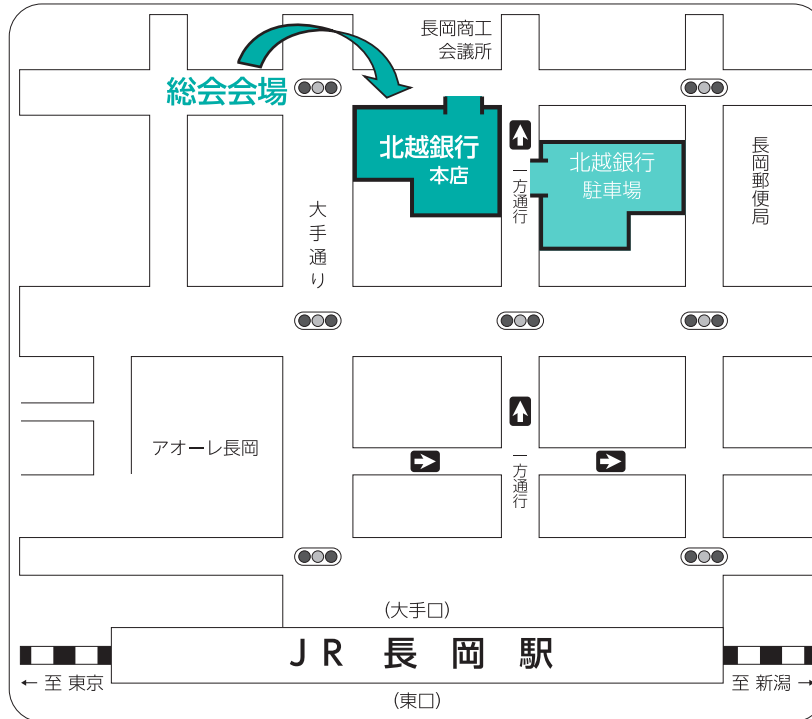 長岡商工
会議所
総会会場
北越銀行
本店
一方通行
北越銀行
駐車場
長岡郵便局
大手通り
アオーレ長岡
一方通行
(大手口)
JR 長岡駅
← 至 東京
(東口)
至 新潟 →